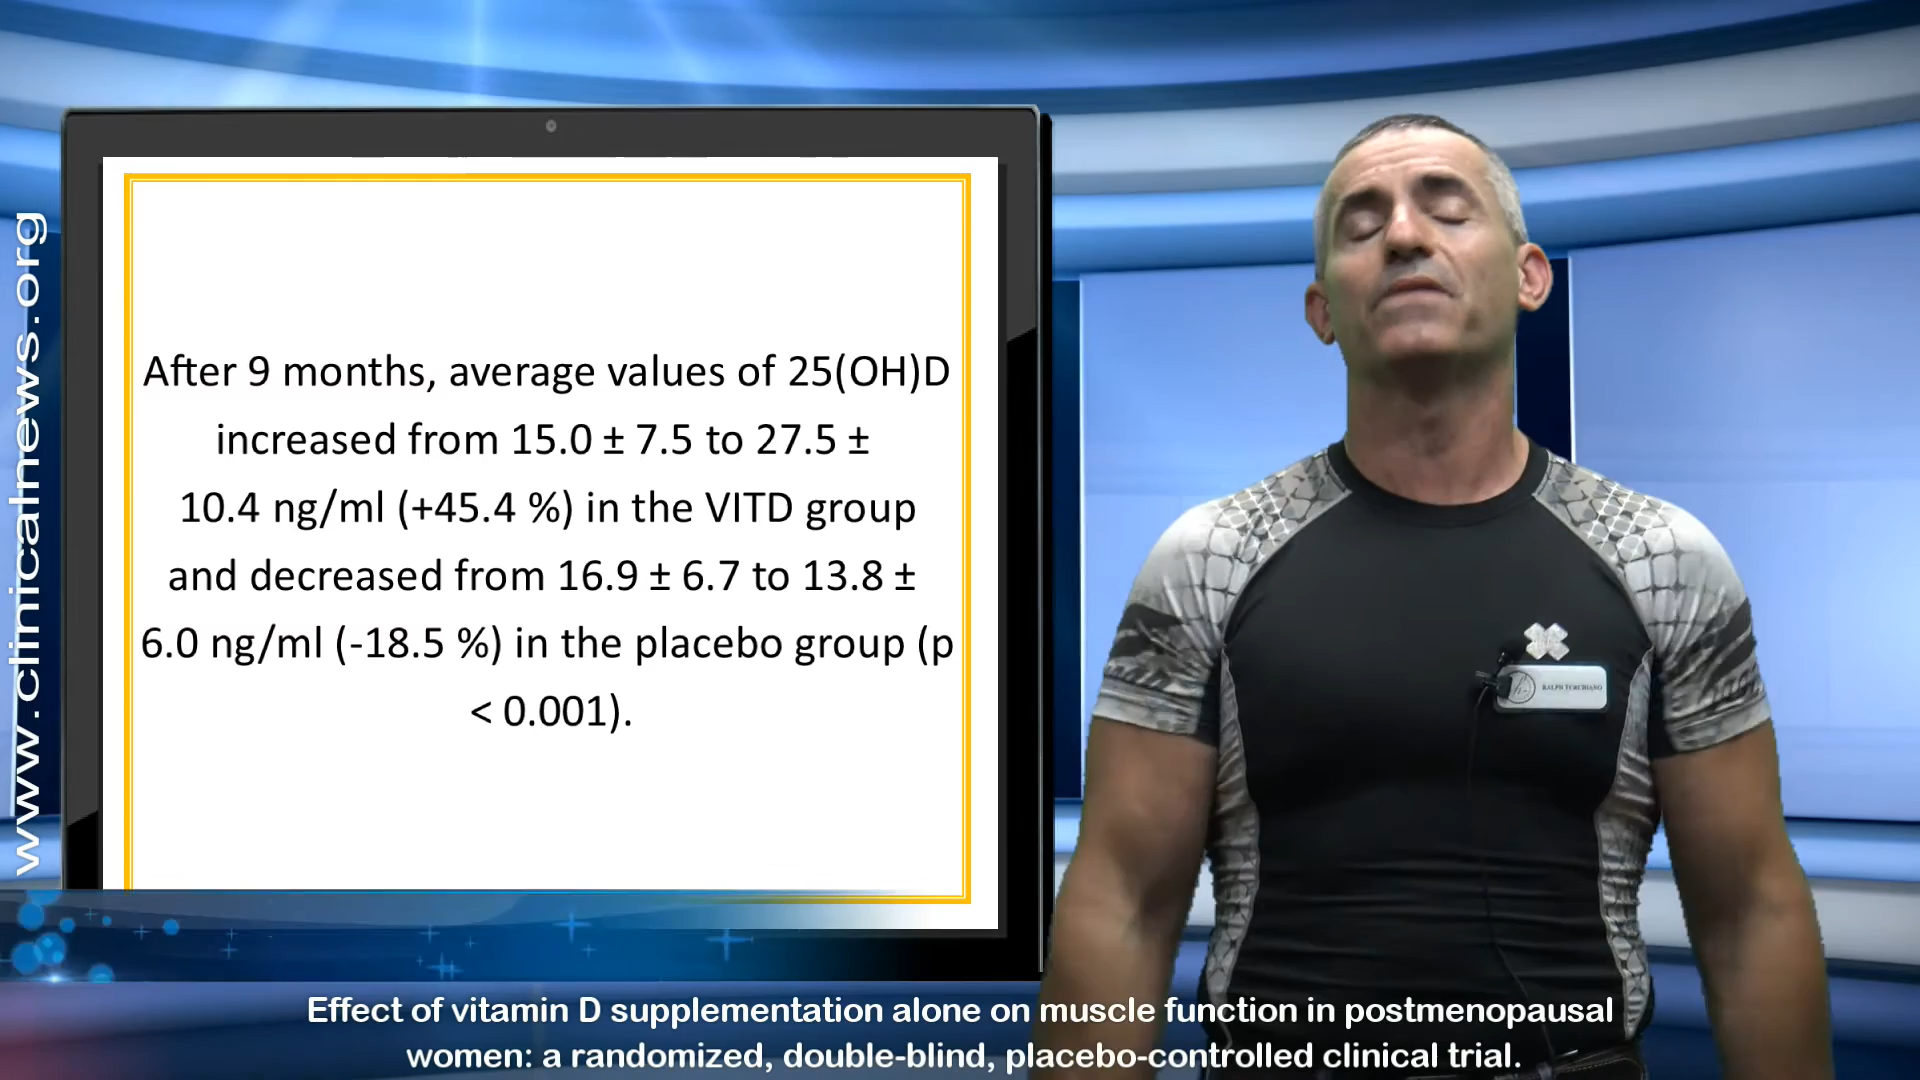 www.clinicalnews.org
After 9 months, average values of 25(OH)D
increased from 15.0 ± 7.5 to 27.5 ±
10.4 ng/ml (+45.4 %) in the VITD group
and decreased from 16.9 ± 6.7 to 13.8 ±
6.0 ng/ml (-18.5 %) in the placebo group (p
< 0.001).
RALPH TURCHIANO
Effect of vitamin D supplementation alone on muscle function in postmenopausal
women: a randomized, double-blind, placebo-controlled clinical trial.